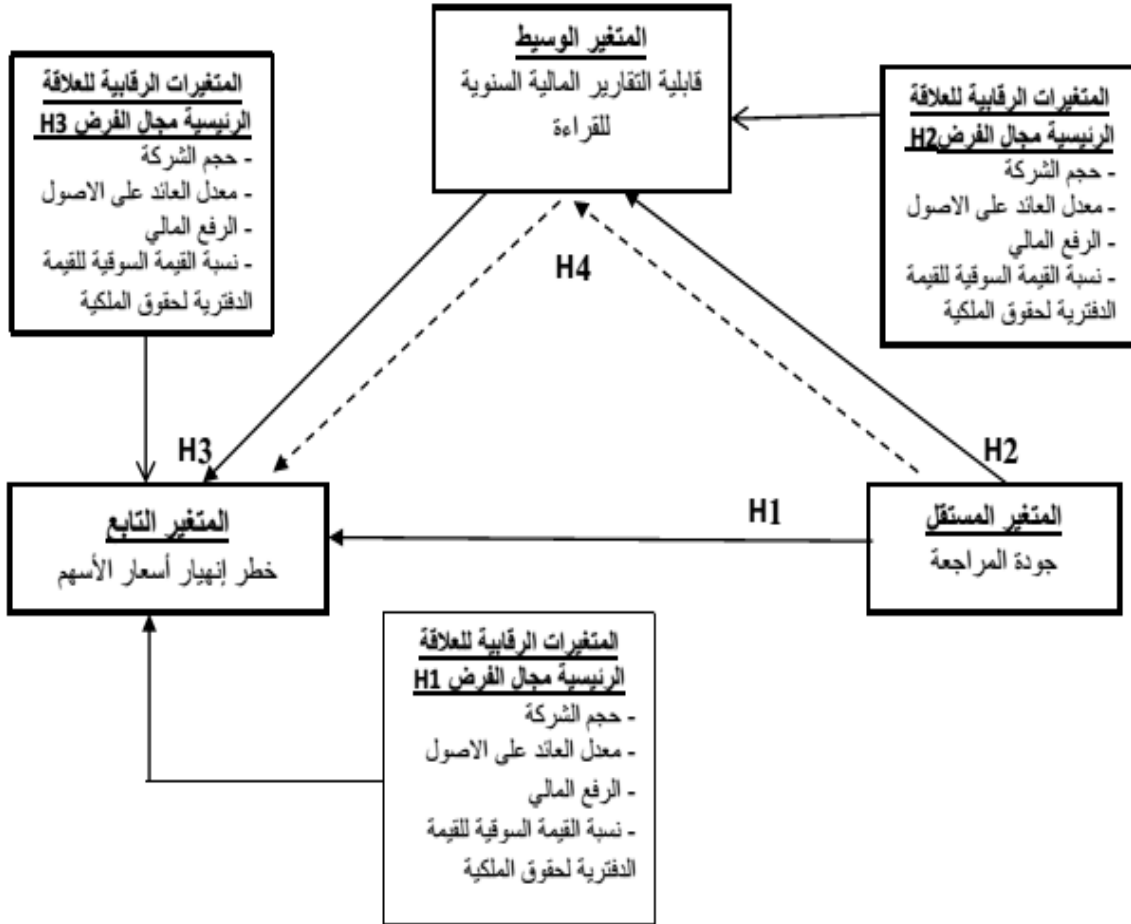 المتغير الوسيط
قابلية التقارير المالية السنوية
للقراءة
المتغيرات الرقابية للعلاقة
الرئيسية مجال الفرض H2
- حجم الشركة
- معدل العائد على الاصول
- الرفع المالي
- نسبة القيمة السوقية للقيمة
الدفترية لحقوق الملكية
المتغيرات الرقابية للعلاقة
الرئيسية مجال الفرض H3
- حجم الشركة
- معدل العائد على الاصول
- الرفع المالي
- نسبة القيمة السوقية للقيمة
الدفترية لحقوق الملكية
H4
H2
H3
H1
المتغير المستقل
جودة المراجعة
المتغير التابع
خطر إنهيار أسعار الأسهم
المتغيرات الرقابية للعلاقة
الرئيسية مجال الفرض H1
- حجم الشركة
- معدل العائد على الاصول
- الرفع المالي
- نسبة القيمة السوقية للقيمة
الدفترية لحقوق الملكية